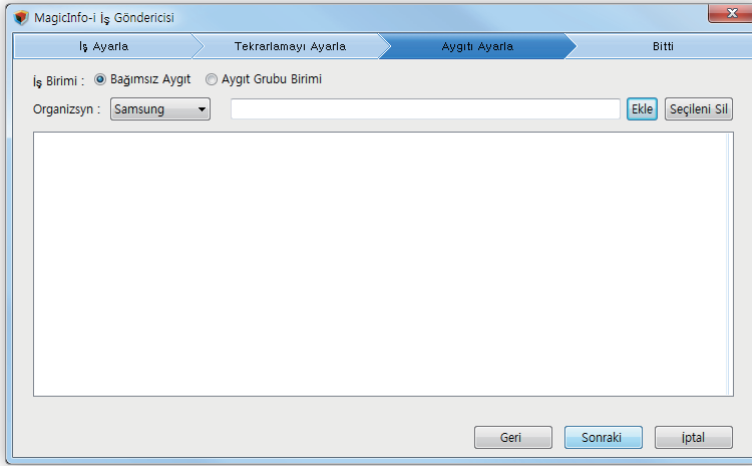 MagicInfo-i İş Göndericisi
İş Ayarla Tekrarlamayı Ayarla Aygıtı Ayarla Bitti
İş Birimi : Bağımsız Aygıt Aygıt Grubu Birimi
Organizsyn : Samsung Ekle Seçileni Sil
Geri Sonraki İptal